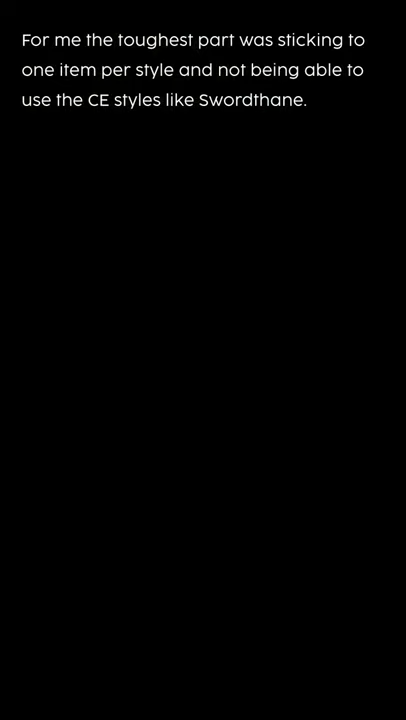 For me the toughest part was sticking to
one item per style and not being able to
use the CE styles like Swordthane.